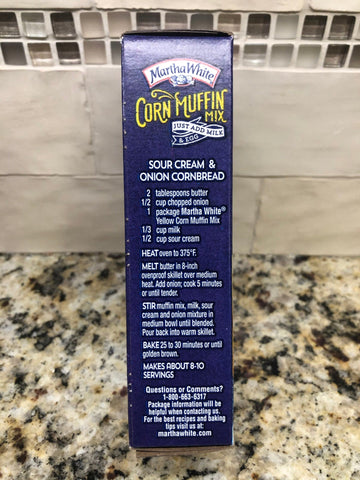 Martha White®
CORN MUFFIN
MIX
JUST ADD MILK
& EGG
SOUR CREAM &
ONION CORNBREAD
2 tablespoons butter
1/2 cup chopped onion
1 package Martha White®
Yellow Corn Muffin Mix
1/3 cup milk
1/2 cup sour cream
HEAT oven to 375°F.
MELT butter in 8-inch
ovenproof skillet over medium
heat. Add onion; cook 5 minutes
or until tender.
STIR muffin mix, milk, sour
cream and onion mixture in
medium bowl until blended.
Pour back into warm skillet.
BAKE 25 to 30 minutes or until
golden brown.
MAKES ABOUT 8-10
SERVINGS
Questions or Comments?
1-800-663-6317
Package information will be
helpful when contacting us.
For the best recipes and baking
tips visit us at:
marthawhite.com